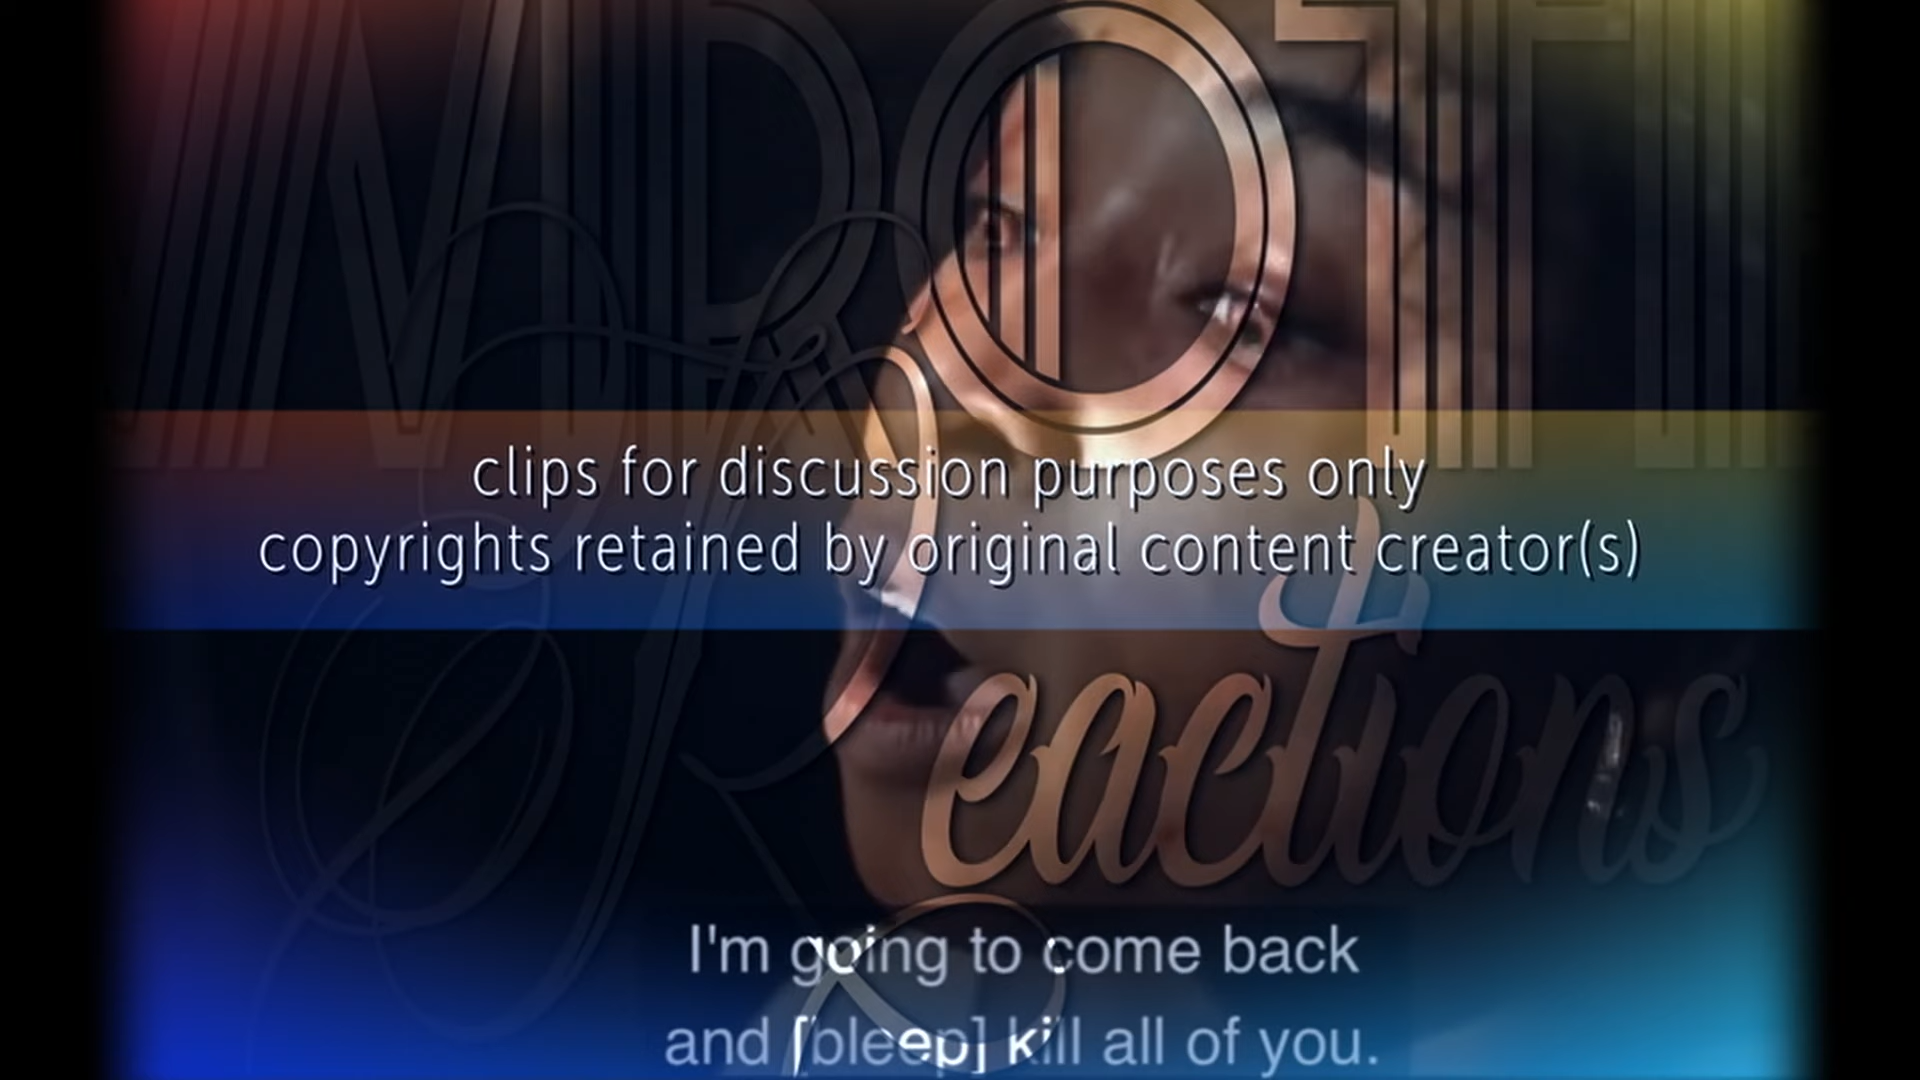 clips for discussion purposes only
copyrights retained by original content creator(s)
Reactions
I'm going to come back
and [bleep] kill all of you.